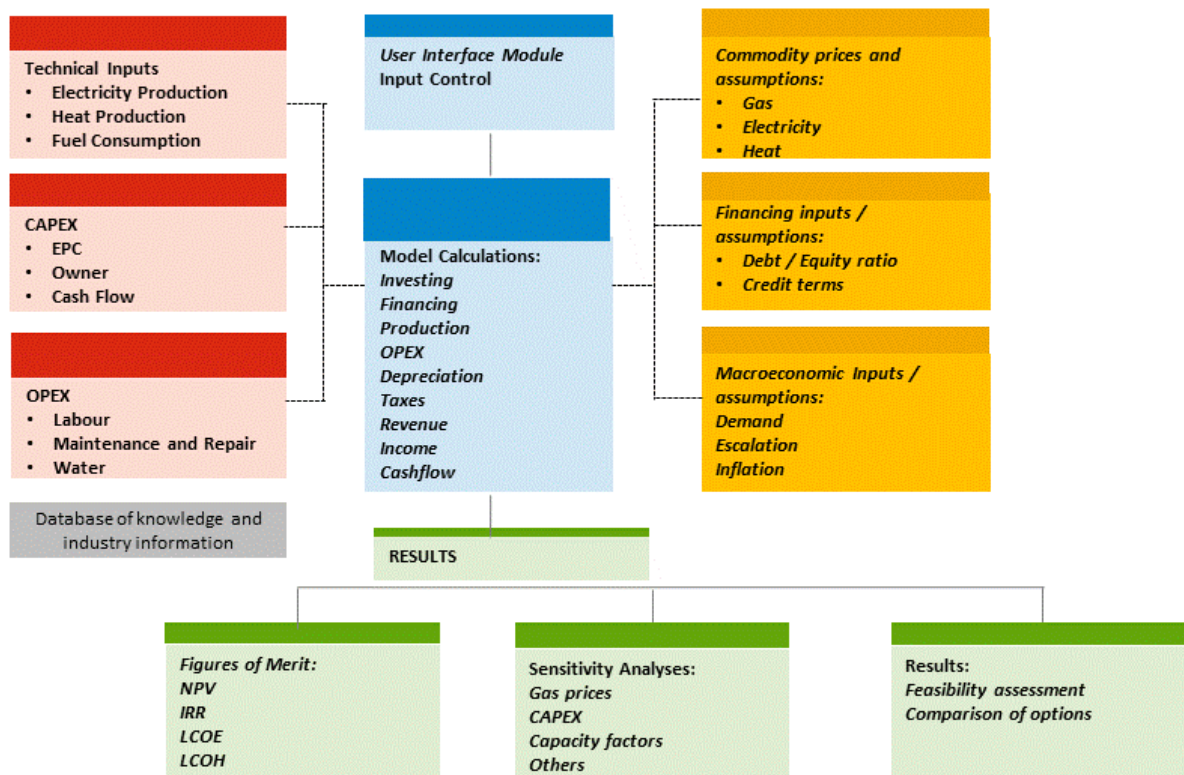 Technical Inputs
• Electricity Production
• Heat Production
• Fuel Consumption
User Interface Module
Input Control
Commodity prices and
assumptions:
• Gas
• Electricity
• Heat
CAPEX
• EPC
• Owner
• Cash Flow
Model Calculations:
Investing
Financing
Production
OPEX
Depreciation
Taxes
Revenue
Income
Cashflow
Financing inputs /
assumptions:
• Debt / Equity ratio
• Credit terms
OPEX
• Labour
• Maintenance and Repair
• Water
Macroeconomic Inputs /
assumptions:
Demand
Escalation
Inflation
Database of knowledge and
industry information
RESULTS
Figures of Merit:
NPV
IRR
LCOE
LCOH
Sensitivity Analyses:
Gas prices
CAPEX
Capacity factors
Others
Results:
Feasibility assessment
Comparison of options